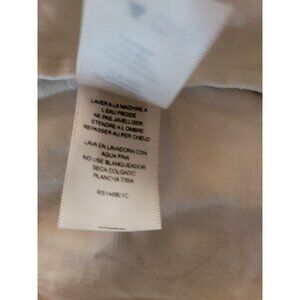 LAVER A LA MACHINE A
L'EAU FROIDE
NE PAS JAVELLISER
ETENDRE A L'OMBRE
REPASSER AU FER CHAUD
LAVA EN LAVADORA CON
AGUA FRIA
NO USE BLANQUEADOR
SECA COLGADO
PLANCHA TIBIA